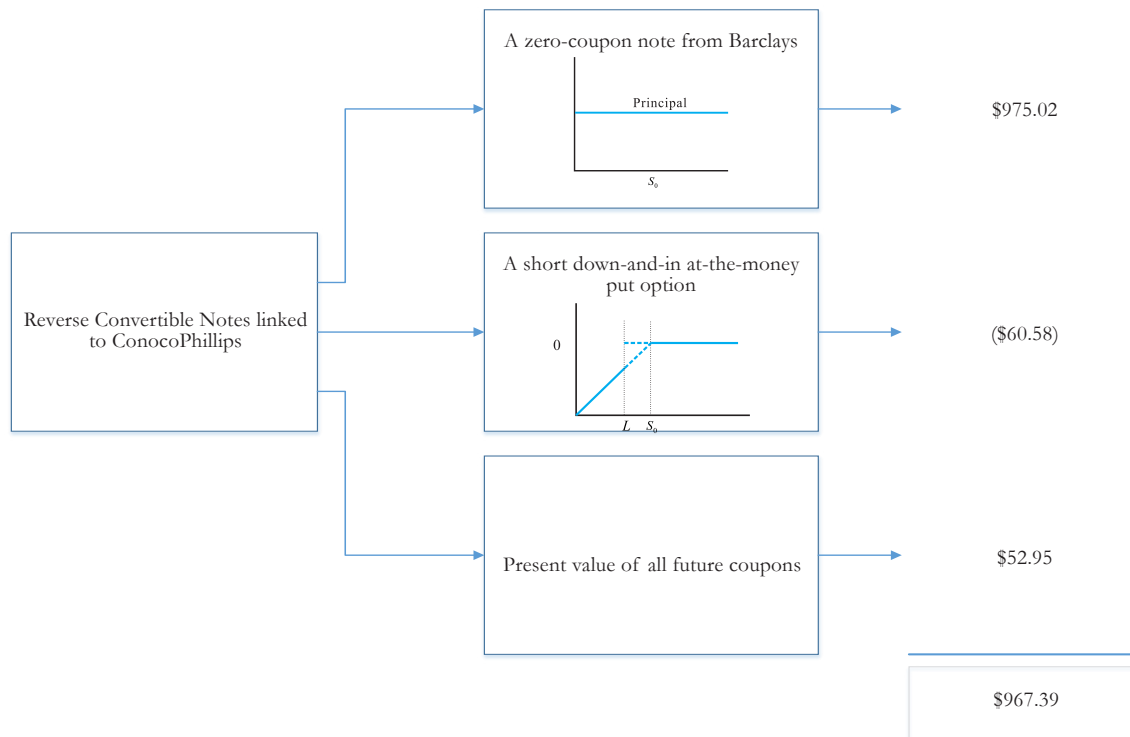 A zero-coupon note from Barclays
Principal
S₀
$975.02
Reverse Convertible Notes linked
to ConocoPhillips
A short down-and-in at-the-money
put option
0
L S₀
($60.58)
Present value of all future coupons
$52.95
$967.39